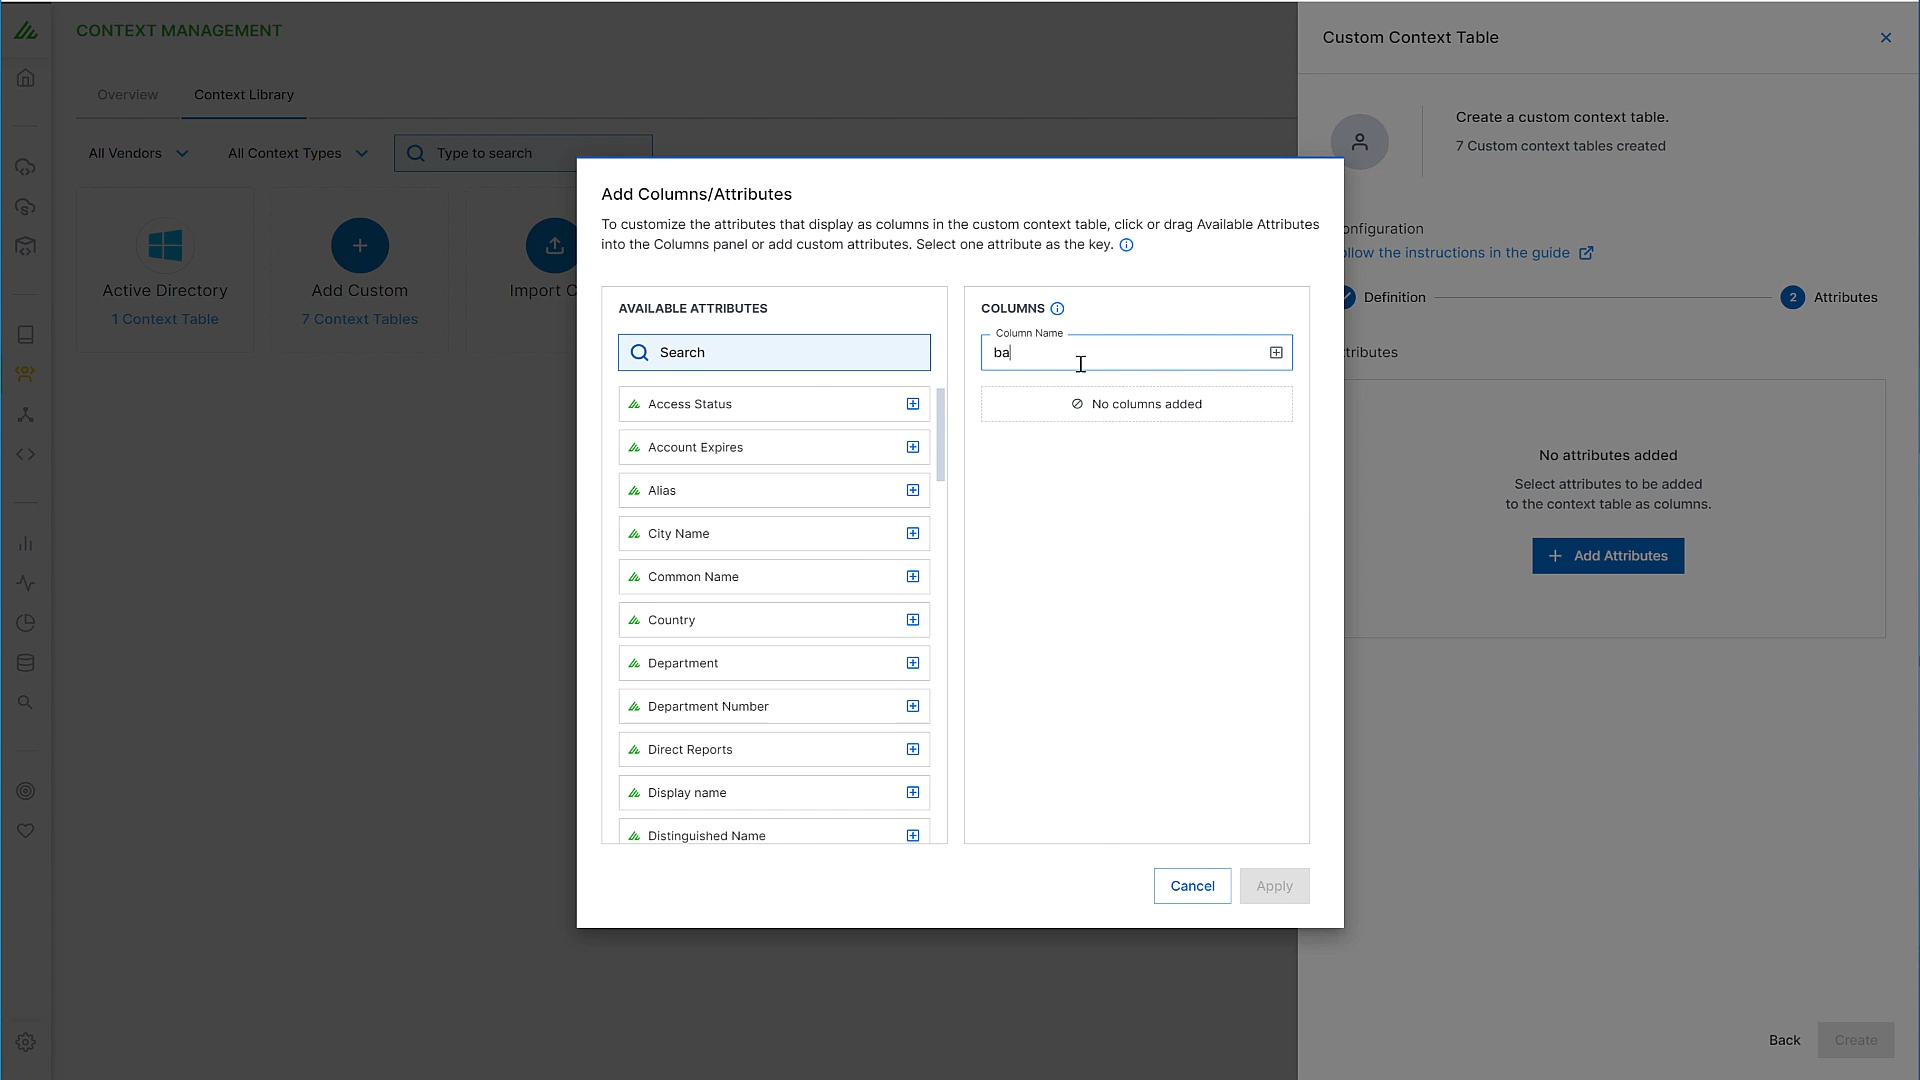 CONTEXT MANAGEMENT
Overview
Context Library
All Vendors
All Context Types
Type to search
Active Directory
1 Context Table
Add Custom
7 Context Tables
Import C
Add Columns/Attributes
To customize the attributes that display as columns in the custom context table, click or drag Available Attributes
into the Columns panel or add custom attributes. Select one attribute as the key.
AVAILABLE ATTRIBUTES
Search
Access Status
Account Expires
Alias
City Name
Common Name
Country
Department
Department Number
Direct Reports
Display name
Distinguished Name
COLUMNS
Column Name
ba
No columns added
Cancel
Apply
Custom Context Table
Create a custom context table.
7 Custom context tables created
onfiguration
ollow the instructions in the guide
Definition
2
Attributes
ttributes
No attributes added
Select attributes to be added
to the context table as columns.
Add Attributes
Back
Create